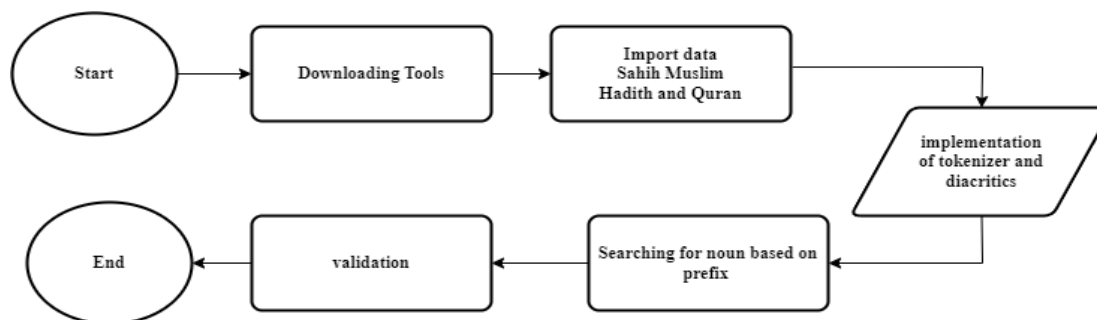 Start
Downloading Tools
Import data
Sahih Muslim
Hadith and Quran
implementation
of tokenizer and
diacritics
Searching for noun based on
prefix
validation
End